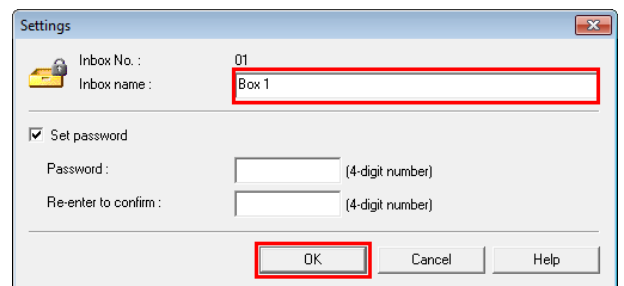 Settings
Inbox No. : 01
Inbox name : Box 1
Set password
Password : (4-digit number)
Re-enter to confirm : (4-digit number)
OK Cancel Help